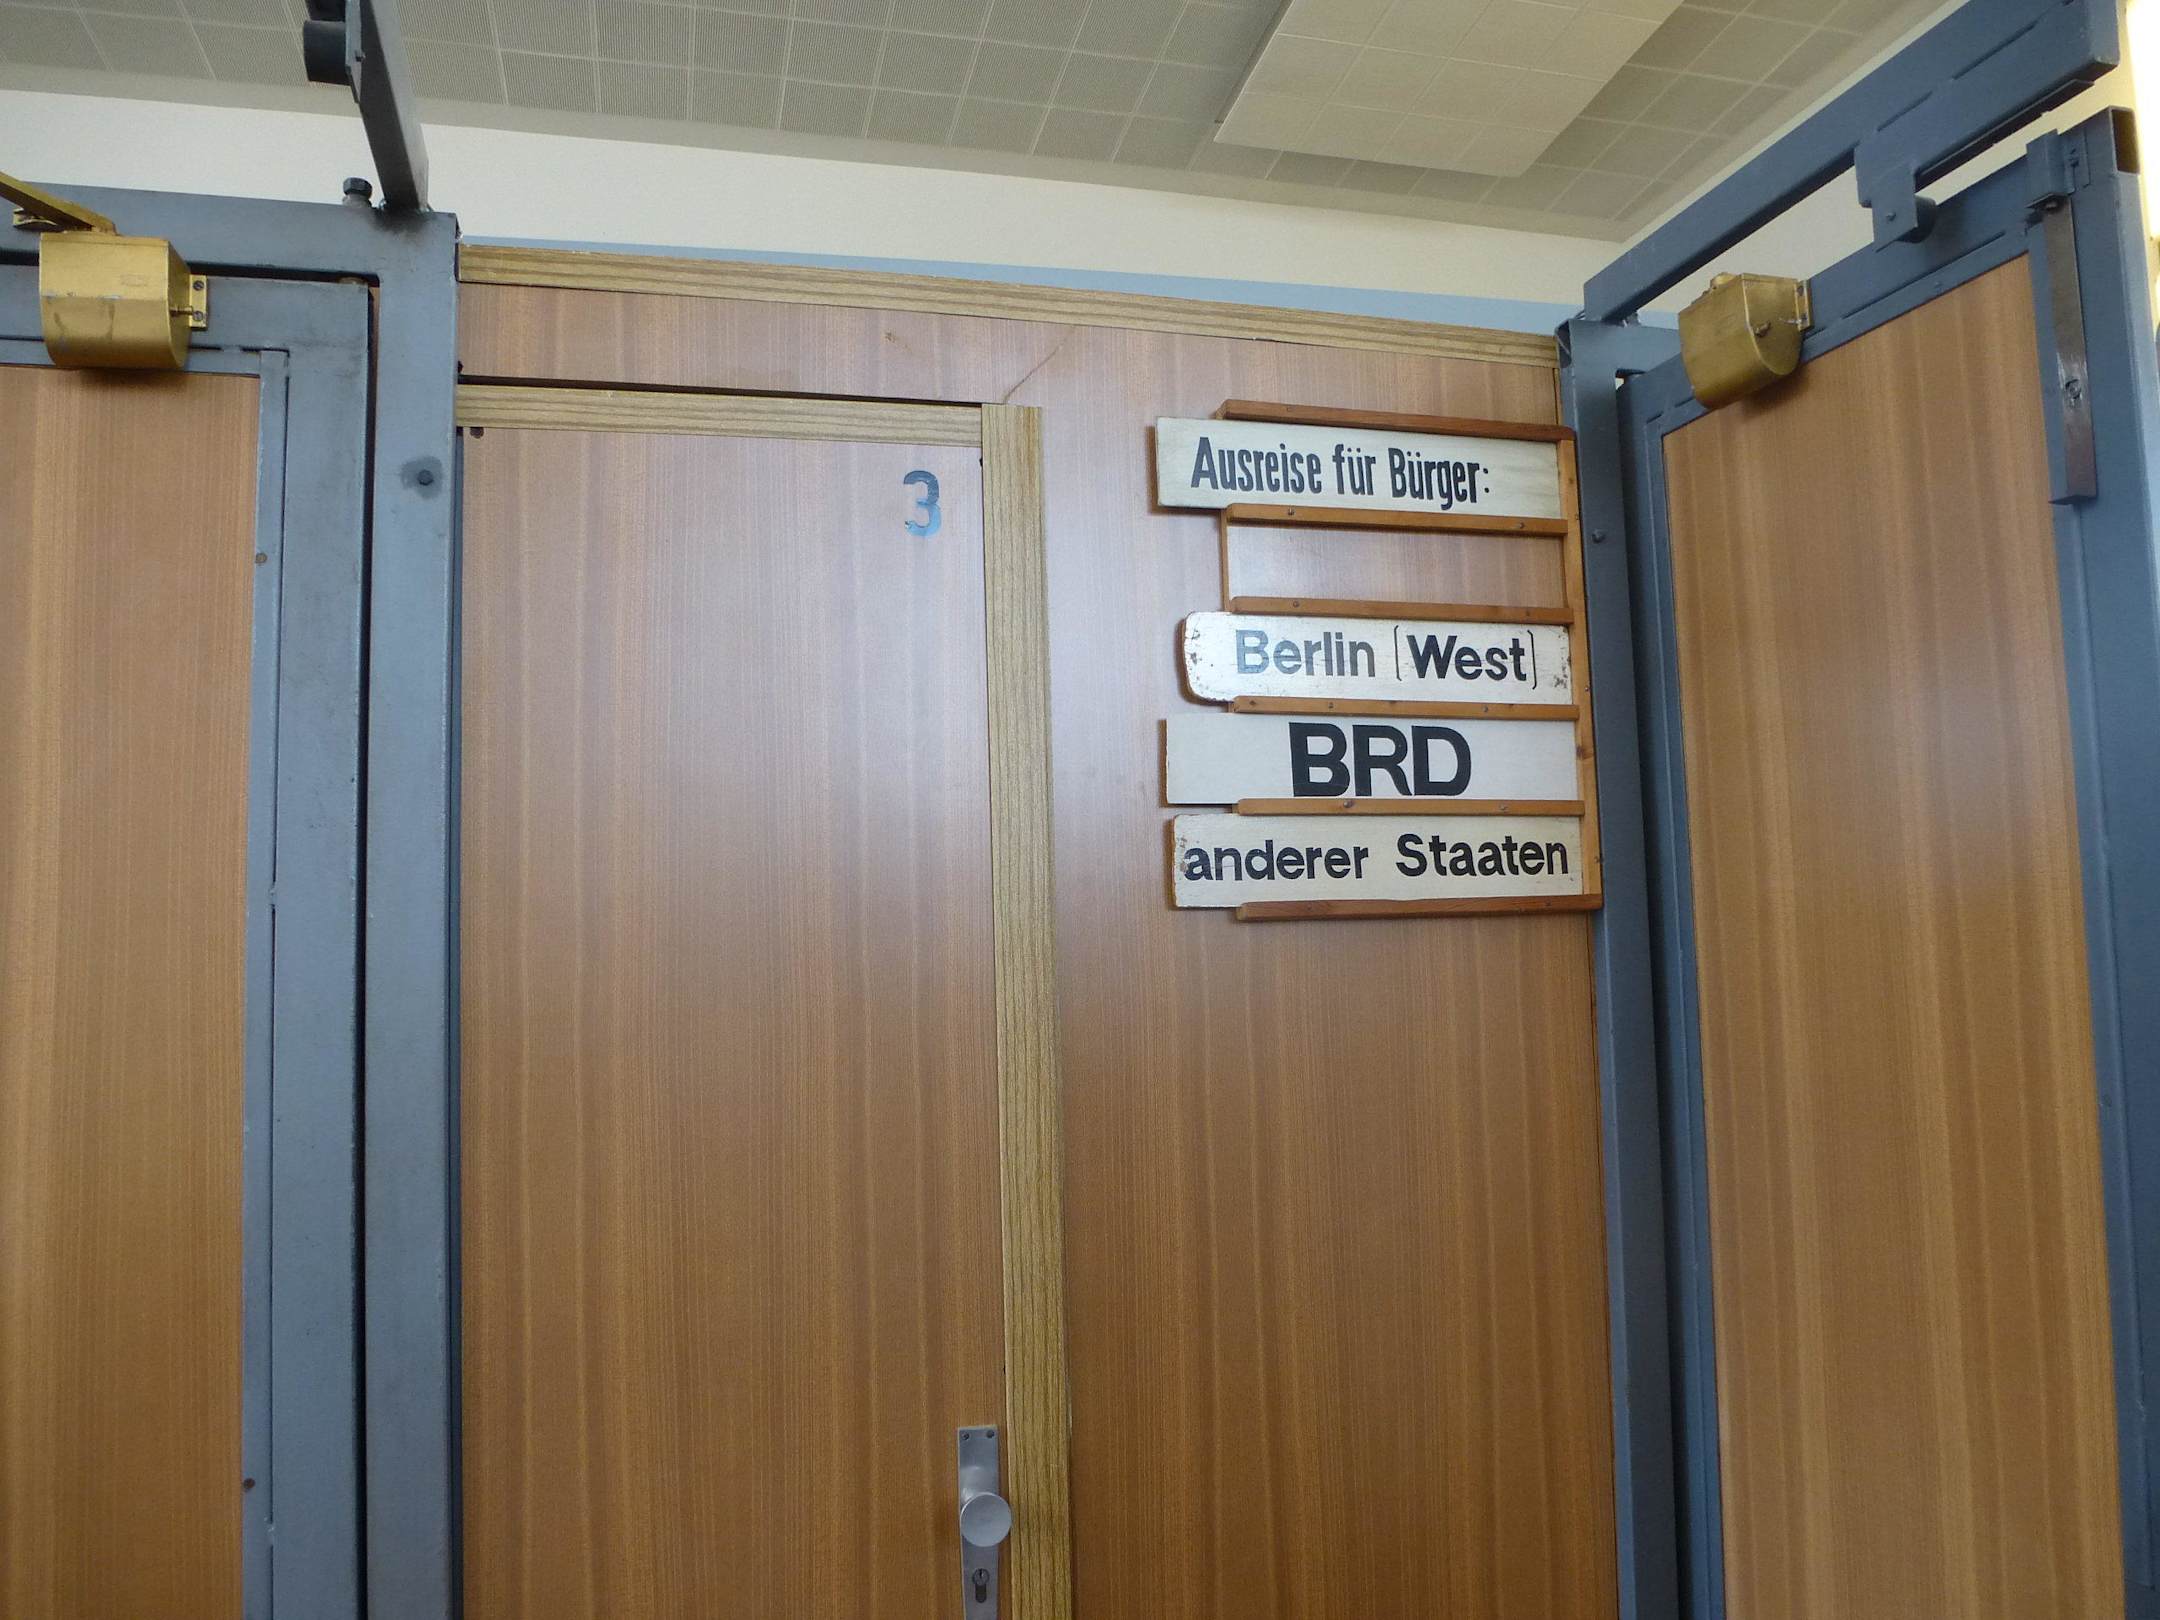 3
Ausreise für Bürger:
Berlin (West)
BRD
anderer Staaten